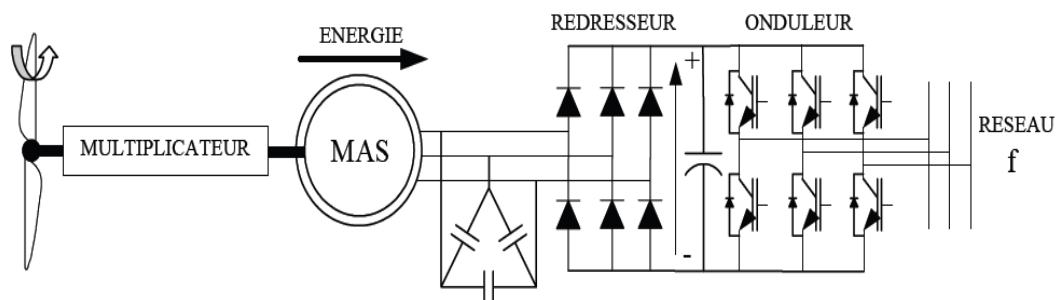 ENERGIE
REDRESSEUR
ONDULEUR
MULTIPLICATEUR
MAS
+
-
RESEAU
f